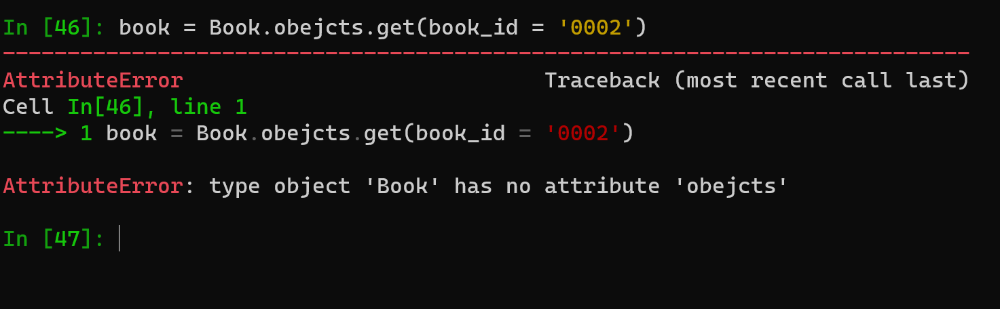 In [46]: book = Book.obejcts.get(book_id = '0002')
---------------------------------------------------------------------------
AttributeError                            Traceback (most recent call last)
Cell In[46], line 1
----> 1 book = Book.obejcts.get(book_id = '0002')
AttributeError: type object 'Book' has no attribute 'obejcts'
In [47]: